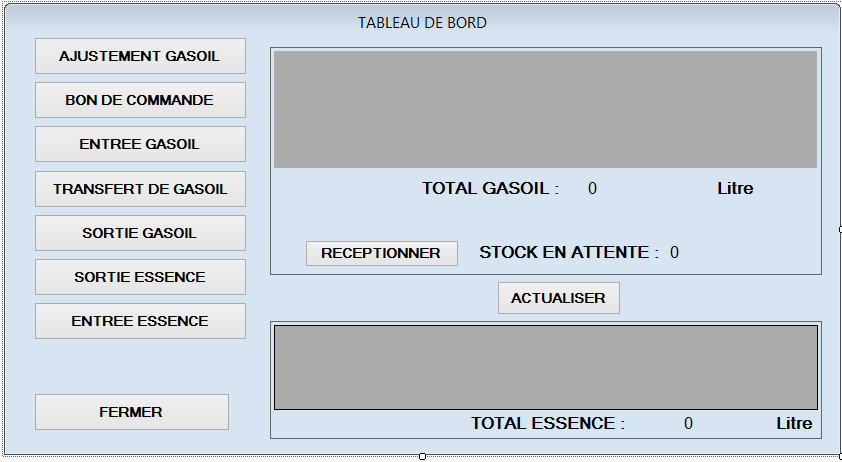 TABLEAU DE BORD
AJUSTEMENT GASOIL
BON DE COMMANDE
ENTREE GASOIL
TRANSFERT DE GASOIL
SORTIE GASOIL
SORTIE ESSENCE
ENTREE ESSENCE
FERMER
TOTAL GASOIL : 0 Litre
RECEPTIONNER STOCK EN ATTENTE : 0
ACTUALISER
TOTAL ESSENCE : 0 Litre